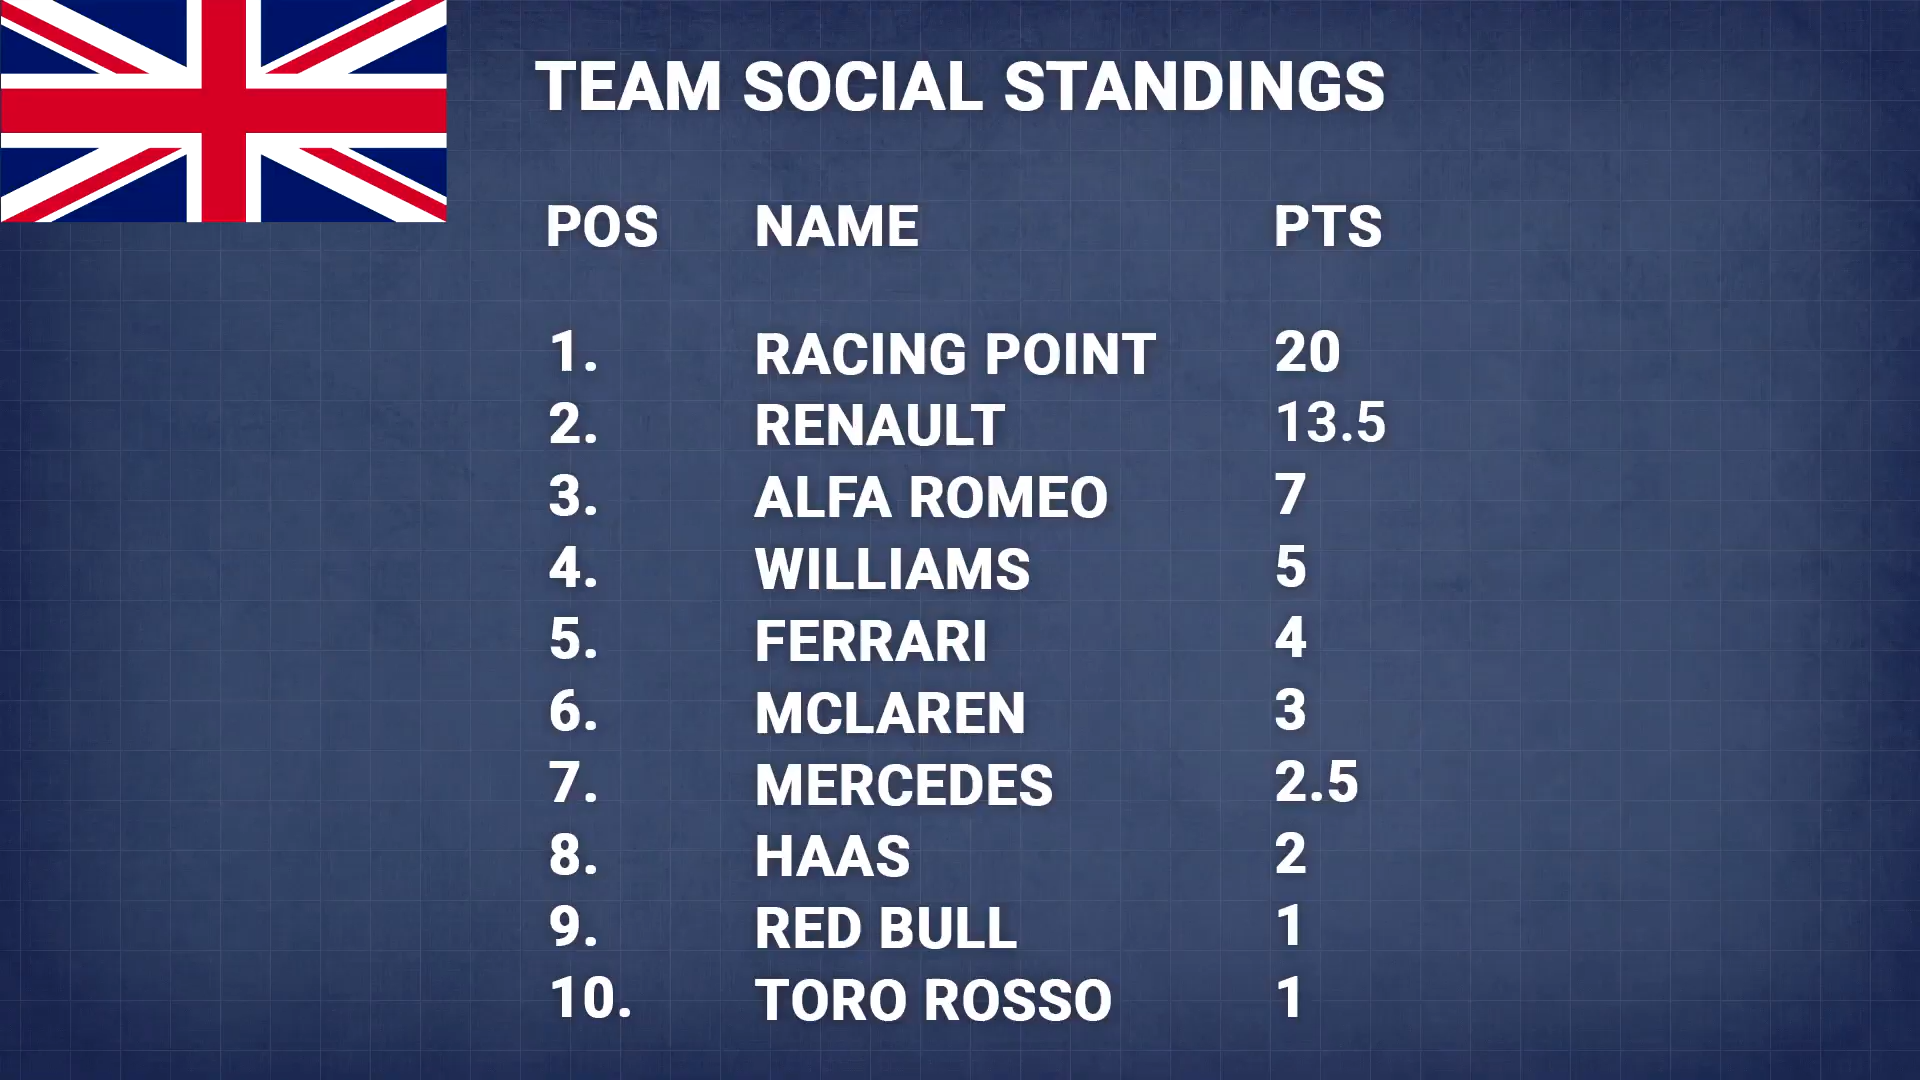 TEAM SOCIAL STANDINGS
POS NAME PTS
1. RACING POINT 20
2. RENAULT 13.5
3. ALFA ROMEO 7
4. WILLIAMS 5
5. FERRARI 4
6. MCLAREN 3
7. MERCEDES 2.5
8. HAAS 2
9. RED BULL 1
10. TORO ROSSO 1